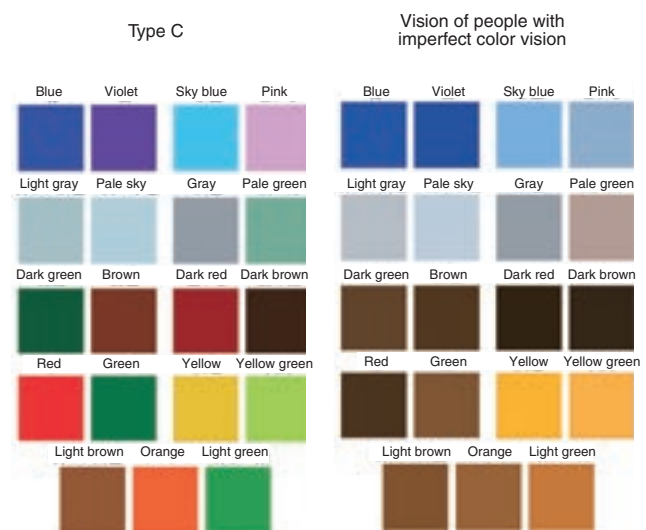 Type C
Blue Violet Sky blue Pink
Light gray Pale sky Gray Pale green
Dark green Brown Dark red Dark brown
Red Green Yellow Yellow green
Light brown Orange Light green
Vision of people with
imperfect color vision
Blue Violet Sky blue Pink
Light gray Pale sky Gray Pale green
Dark green Brown Dark red Dark brown
Red Green Yellow Yellow green
Light brown Orange Light green